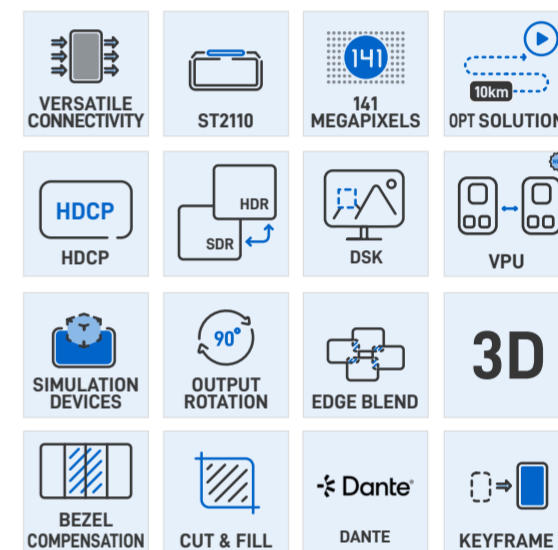 VERSATILE
CONNECTIVITY
ST2110
141
141
MEGAPIXELS
10km
OPT SOLUTION
HDCP
HDCP
HDR
SDR
DSK
VPU
SIMULATION
DEVICES
90°
OUTPUT
ROTATION
EDGE BLEND
3D
BEZEL
COMPENSATION
CUT & FILL
Dante
DANTE
KEYFRAME